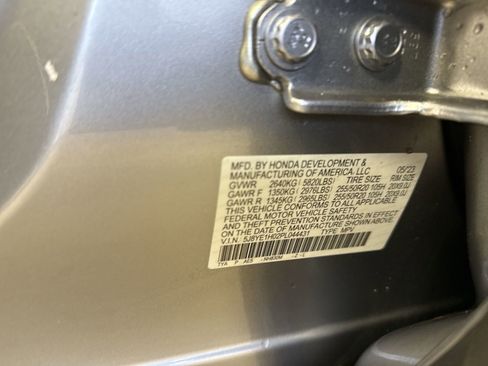 MFD. BY HONDA DEVELOPMENT &
MANUFACTURING OF AMERICA, LLC 05/23
GVWR 2640KG( 5820LBS) TIRE SIZE RIM SIZE
GAWR F 1350KG( 2976LBS) 255/50R20 105H 20X9.0J
GAWR R 1345KG( 2965LBS) 255/50R20 105H 20X9.0J
THIS VEHICLE CONFORMS TO ALL APPLICABLE
FEDERAL MOTOR VEHICLE SAFETY
AND THEFT PREVENTION STANDARDS IN EFFECT
ON THE DATE OF MANUFACTURE SHOWN ABOVE.
V.I.N. 5J8YE1H02PL044431 TYPE: MPV
TYA P AES